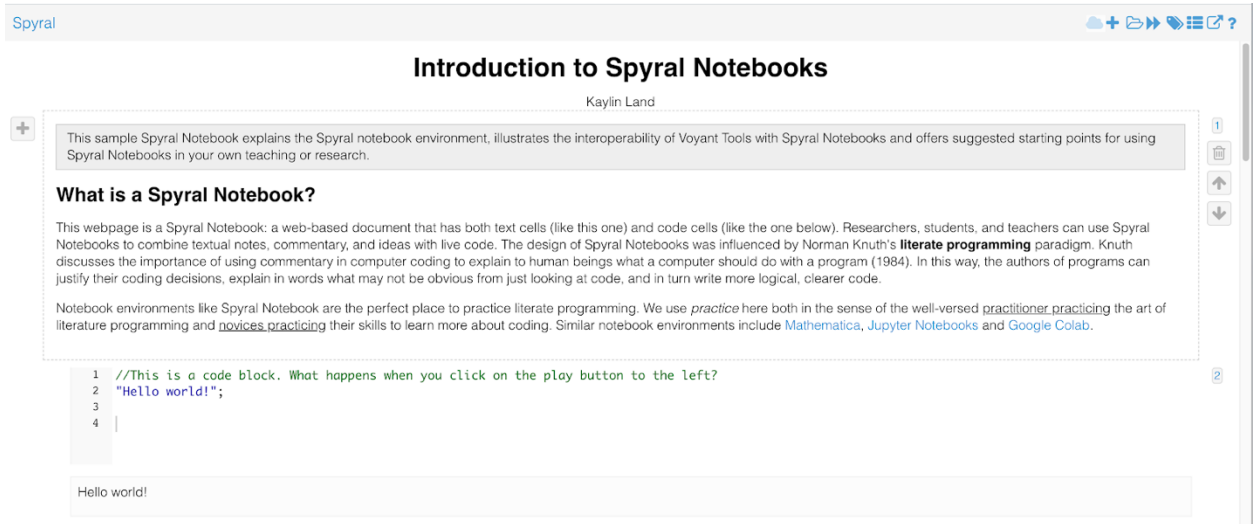 Spyral
?
Introduction to Spyral Notebooks
Kaylin Land
This sample Spyral Notebook explains the Spyral notebook environment, illustrates the interoperability of Voyant Tools with Spyral Notebooks and offers suggested starting points for using
Spyral Notebooks in your own teaching or research.
1
What is a Spyral Notebook?
This webpage is a Spyral Notebook: a web-based document that has both text cells (like this one) and code cells (like the one below). Researchers, students, and teachers can use Spyral
Notebooks to combine textual notes, commentary, and ideas with live code. The design of Spyral Notebooks was influenced by Norman Knuth's literate programming paradigm. Knuth
discusses the importance of using commentary in computer coding to explain to human beings what a computer should do with a program (1984). In this way, the authors of programs can
justify their coding decisions, explain in words what may not be obvious from just looking at code, and in turn write more logical, clearer code.
Notebook environments like Spyral Notebook are the perfect place to practice literate programming. We use practice here both in the sense of the well-versed practitioner practicing the art of
literature programming and novices practicing their skills to learn more about coding. Similar notebook environments include Mathematica, Jupyter Notebooks and Google Colab.
1 //This is a code block. What happens when you click on the play button to the left?
2
2 "Hello world!";
3
4
Hello world!